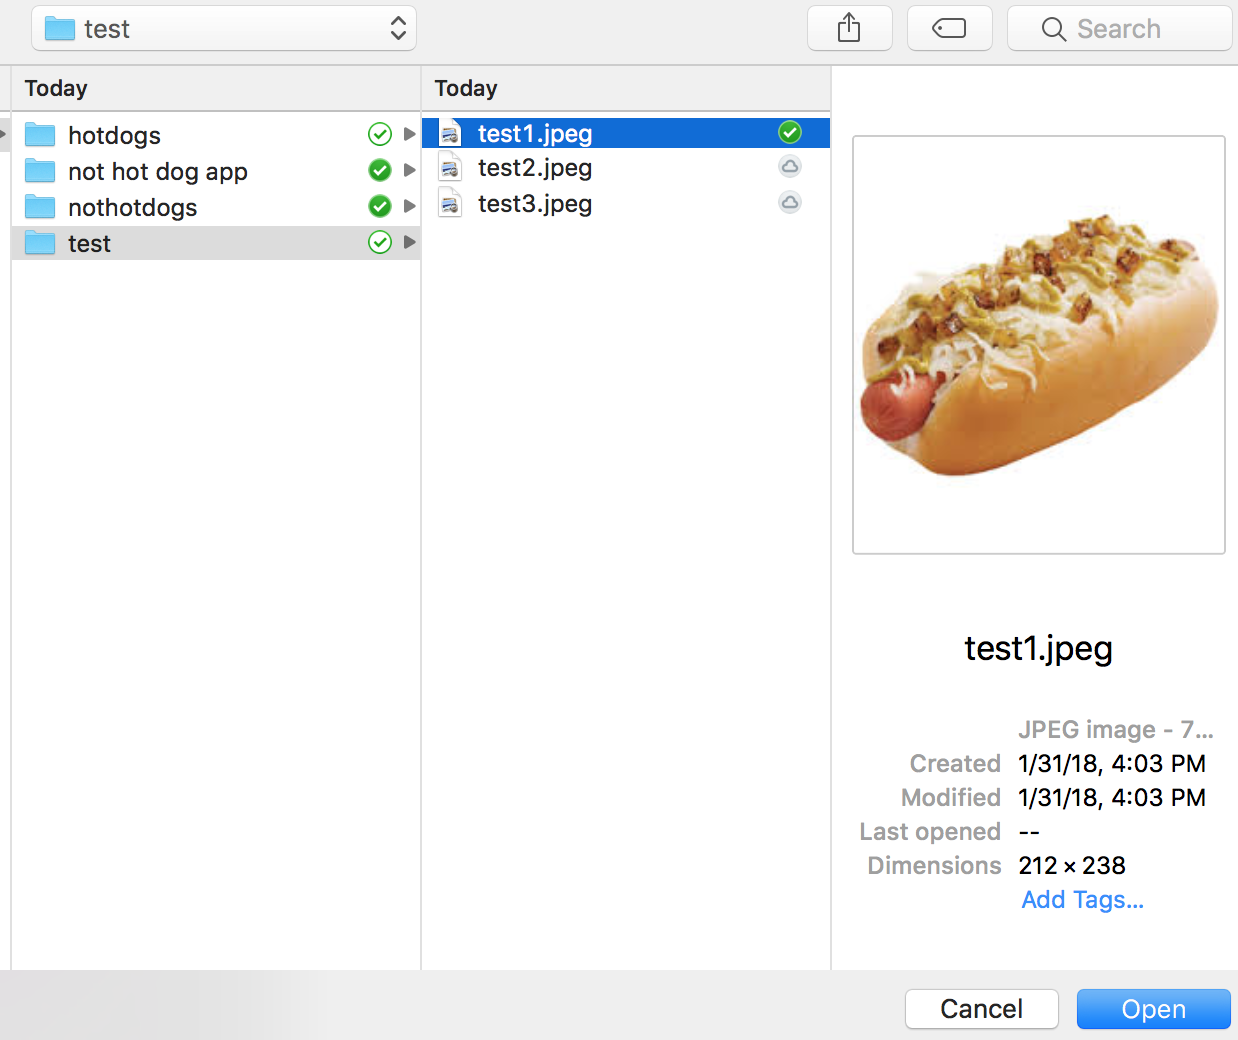 test
Search
Today
Today
hotdogs
not hot dog app
nothotdogs
test
test1.jpeg
test2.jpeg
test3.jpeg
test1.jpeg
JPEG image - 7...
Created 1/31/18, 4:03 PM
Modified 1/31/18, 4:03 PM
Last opened --
Dimensions 212 × 238
Add Tags...
Cancel
Open